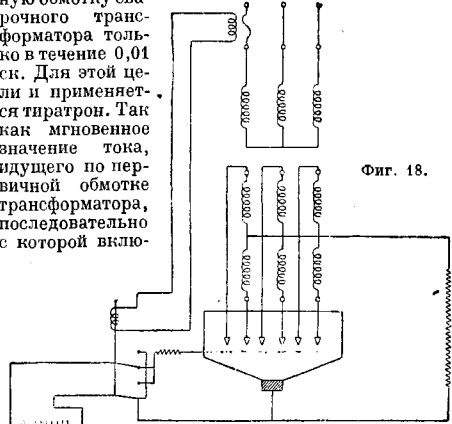 ную обмотку сва-
рочного транс-
форматора толь-
ко в течение 0,01
ск. Для этой це-
ли и применяет-
ся тиратрон. Так
как мгновенное
значение тока,
идущего по пер-
вичной обмотке
трансформатора,
последовательно
с которой вклю-
Фиг. 18.